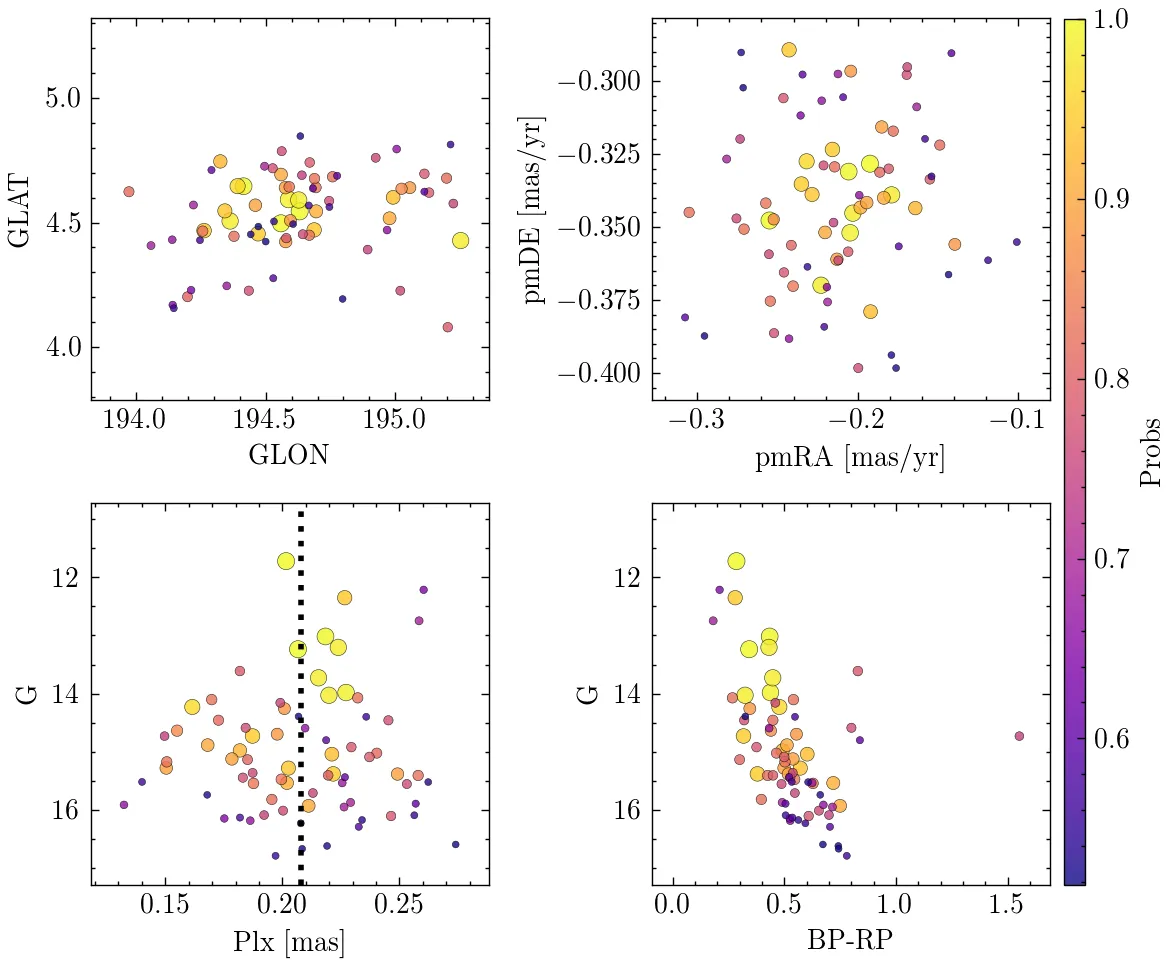 5.0
4.5
4.0
GLAT
194.0 194.5 195.0
GLON
−0.300
−0.325
−0.350
−0.375
−0.400
pmDE [mas/yr]
−0.3 −0.2 −0.1
pmRA [mas/yr]
12
14
16
G
0.15 0.20 0.25
Plx [mas]
12
14
16
G
0.0 0.5 1.0 1.5
BP-RP
1.0
0.9
0.8
0.7
0.6
Probs